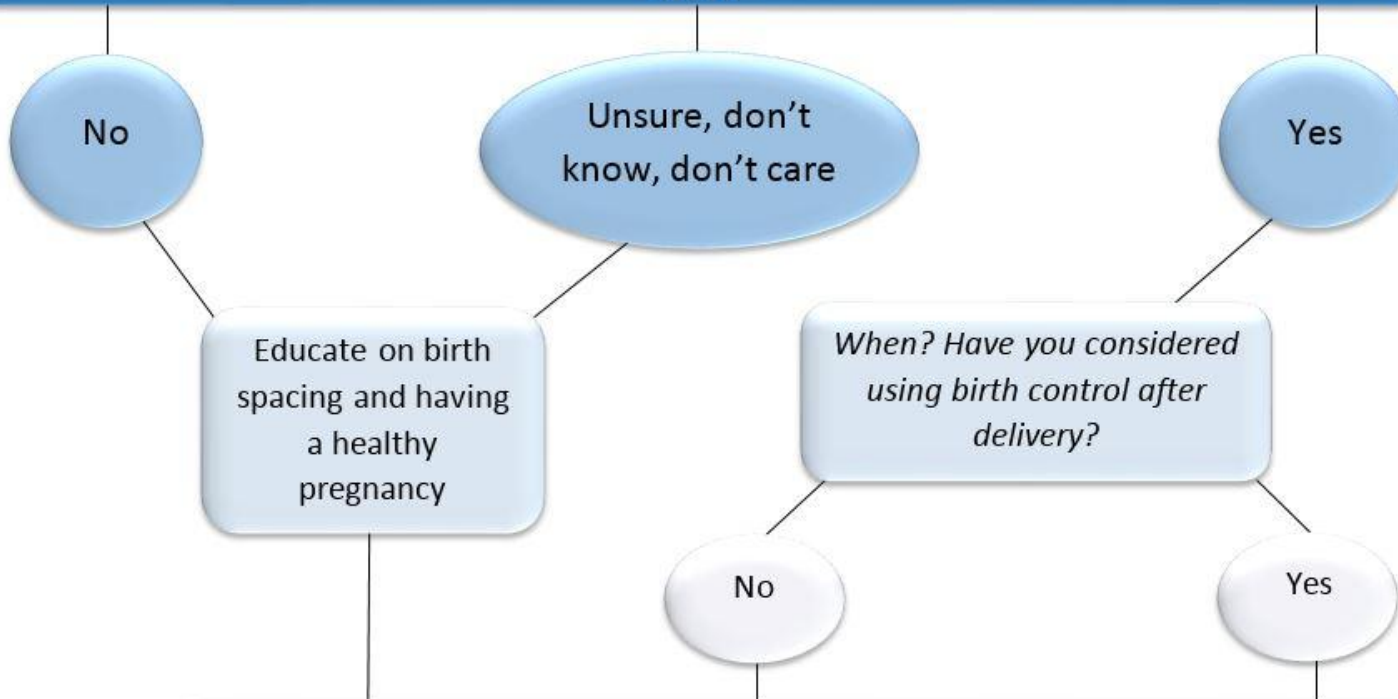 No
Unsure, don't
know, don't care
Yes
Educate on birth
spacing and having
a healthy
pregnancy
When? Have you considered
using birth control after
delivery?
No
Yes